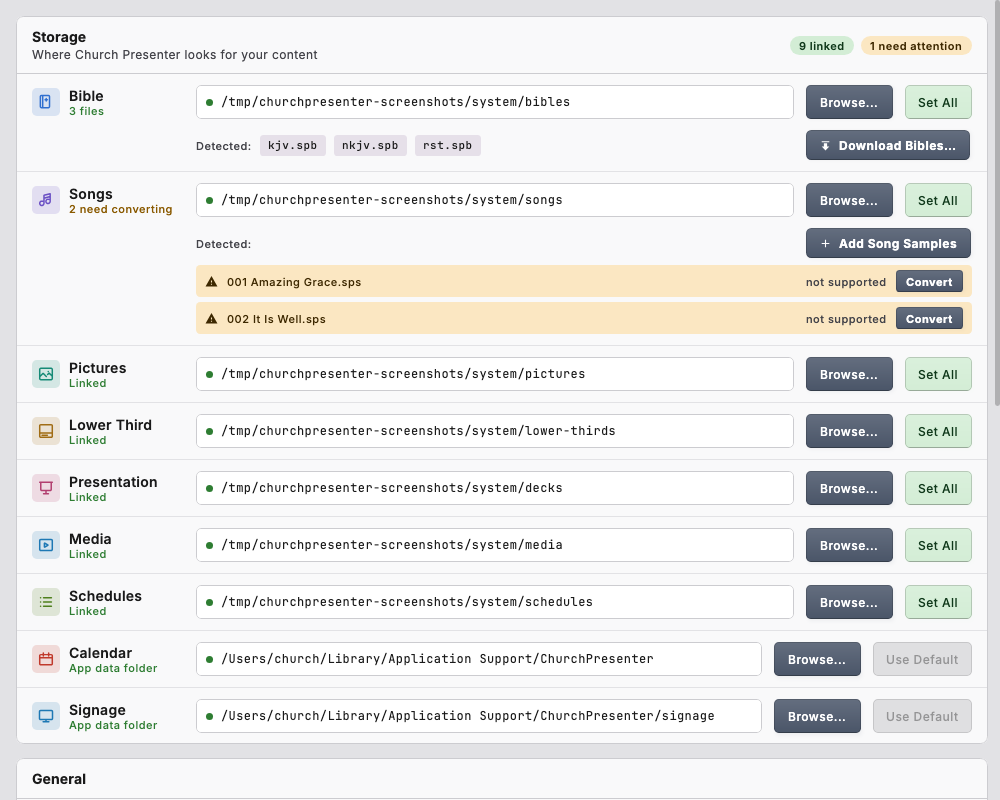 Storage
Where Church Presenter looks for your content
9 linked
1 need attention
Bible
3 files
/tmp/churchpresenter-screenshots/system/bibles
Browse...
Set All
Detected:
kjv.spb
nkjv.spb
rst.spb
Download Bibles...
Songs
2 need converting
/tmp/churchpresenter-screenshots/system/songs
Browse...
Set All
Detected:
+ Add Song Samples
001 Amazing Grace.sps
not supported
Convert
002 It Is Well.sps
not supported
Convert
Pictures
Linked
/tmp/churchpresenter-screenshots/system/pictures
Browse...
Set All
Lower Third
Linked
/tmp/churchpresenter-screenshots/system/lower-thirds
Browse...
Set All
Presentation
Linked
/tmp/churchpresenter-screenshots/system/decks
Browse...
Set All
Media
Linked
/tmp/churchpresenter-screenshots/system/media
Browse...
Set All
Schedules
Linked
/tmp/churchpresenter-screenshots/system/schedules
Browse...
Set All
Calendar
App data folder
/Users/church/Library/Application Support/ChurchPresenter
Browse...
Use Default
Signage
App data folder
/Users/church/Library/Application Support/ChurchPresenter/signage
Browse...
Use Default
General